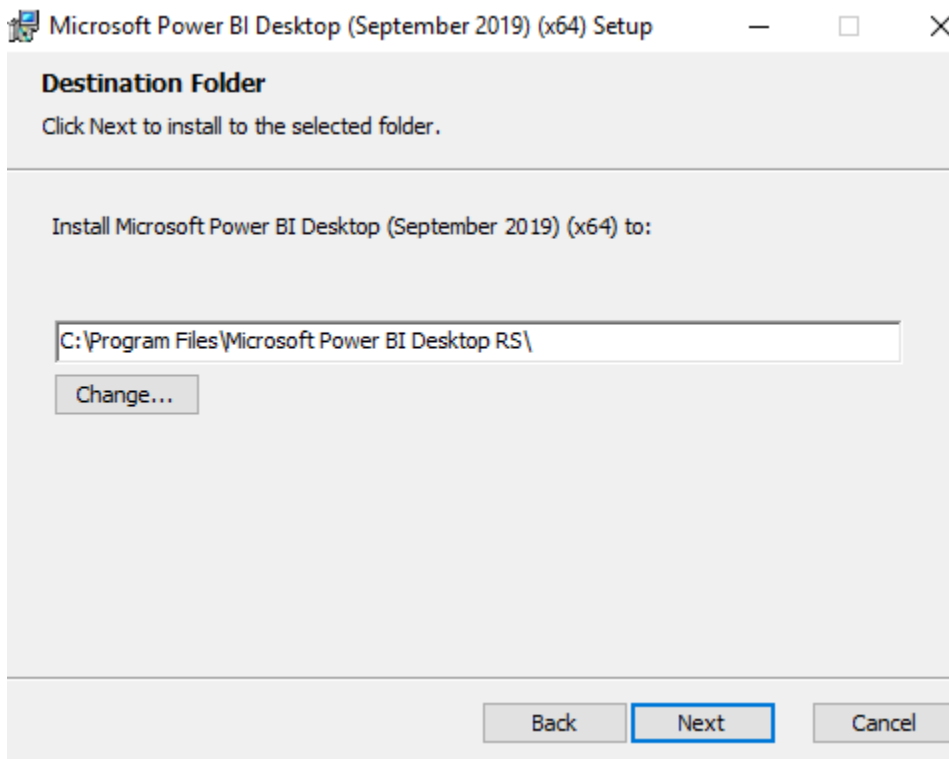 Microsoft Power BI Desktop (September 2019) (x64) Setup
Destination Folder
Click Next to install to the selected folder.
Install Microsoft Power BI Desktop (September 2019) (x64) to:
C:\Program Files\Microsoft Power BI Desktop RS\
Change...
Back Next Cancel